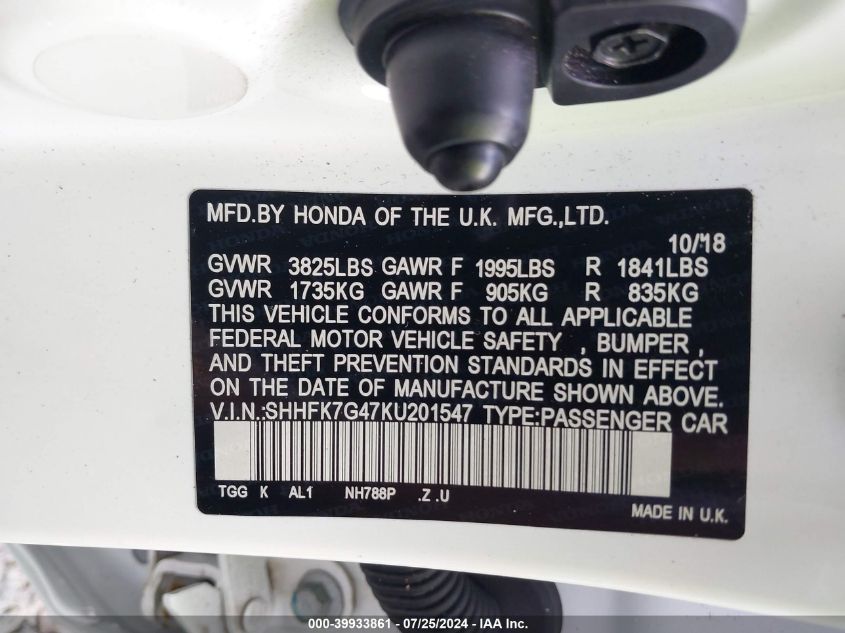 MFD.BY HONDA OF THE U.K. MFG.,LTD.
10/18
GVWR 3825LBS GAWR F 1995LBS R 1841LBS
GVWR 1735KG GAWR F 905KG R 835KG
THIS VEHICLE CONFORMS TO ALL APPLICABLE
FEDERAL MOTOR VEHICLE SAFETY , BUMPER ,
AND THEFT PREVENTION STANDARDS IN EFFECT
ON THE DATE OF MANUFACTURE SHOWN ABOVE.
V.I.N.:SHHFK7G47KU201547 TYPE:PASSENGER CAR
TGG K AL1 NH788P .Z .U
MADE IN U.K.
000-39933861 - 07/25/2024 - IAA Inc.